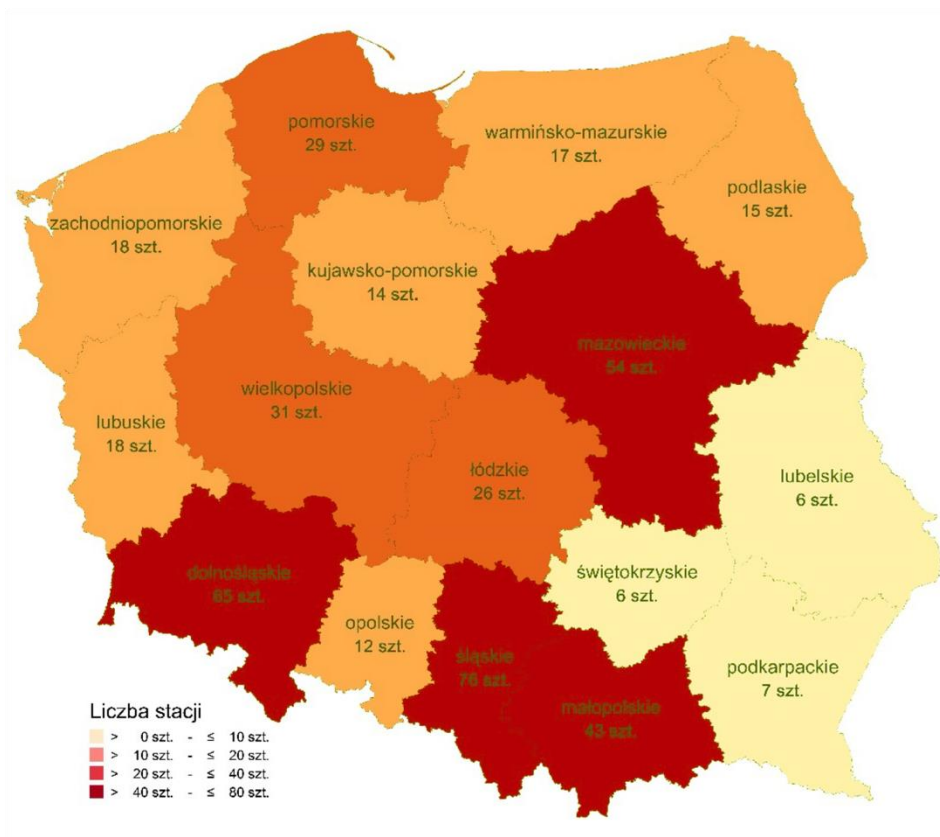 pomorskie
29 szt.
warmińsko-mazurskie
17 szt.
podlaskie
15 szt.
zachodniopomorskie
18 szt.
kujawsko-pomorskie
14 szt.
mazowieckie
54 szt.
wielkopolskie
31 szt.
lubuskie
18 szt.
łódzkie
26 szt.
lubelskie
6 szt.
dolnośląskie
65 szt.
świętokrzyskie
6 szt.
opolskie
12 szt.
śląskie
76 szt.
podkarpackie
7 szt.
małopolskie
43 szt.
Liczba stacji
> 0 szt. - ≤ 10 szt.
> 10 szt. - ≤ 20 szt.
> 20 szt. - ≤ 40 szt.
> 40 szt. - ≤ 80 szt.